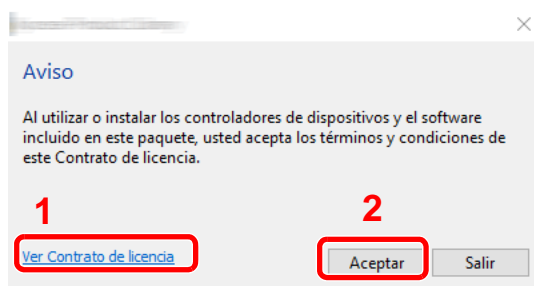 Aviso
Al utilizar o instalar los controladores de dispositivos y el software
incluido en este paquete, usted acepta los términos y condiciones de
este Contrato de licencia.
1
2
Ver Contrato de licencia
Aceptar
Salir